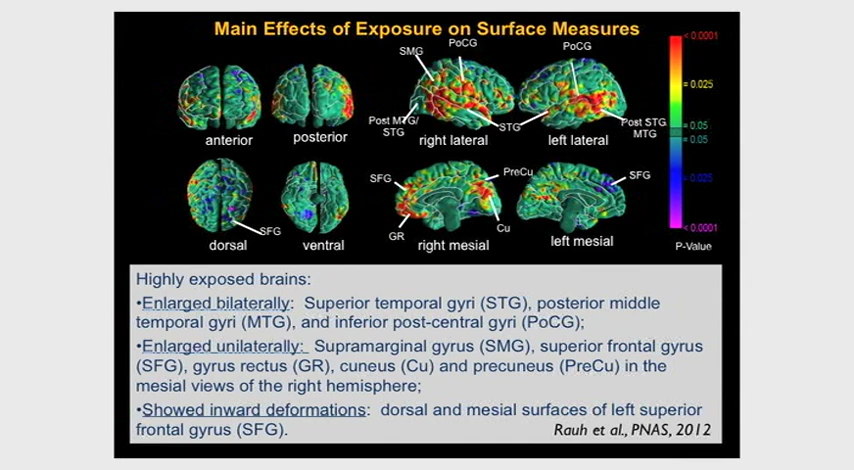 Main Effects of Exposure on Surface Measures
SMG
PoCG
PoCG
< 0.0001
0.025
0.05
0.05
0.025
< 0.0001
P-Value
Post MTG/
STG
STG
Post STG
MTG
anterior
posterior
right lateral
left lateral
SFG
PreCu
SFG
SFG
GR
Cu
dorsal
ventral
right mesial
left mesial
Highly exposed brains:
•Enlarged bilaterally: Superior temporal gyri (STG), posterior middle
temporal gyri (MTG), and inferior post-central gyri (PoCG);
•Enlarged unilaterally: Supramarginal gyrus (SMG), superior frontal gyrus
(SFG), gyrus rectus (GR), cuneus (Cu) and precuneus (PreCu) in the
mesial views of the right hemisphere;
•Showed inward deformations: dorsal and mesial surfaces of left superior
frontal gyrus (SFG).
Rauh et al., PNAS, 2012